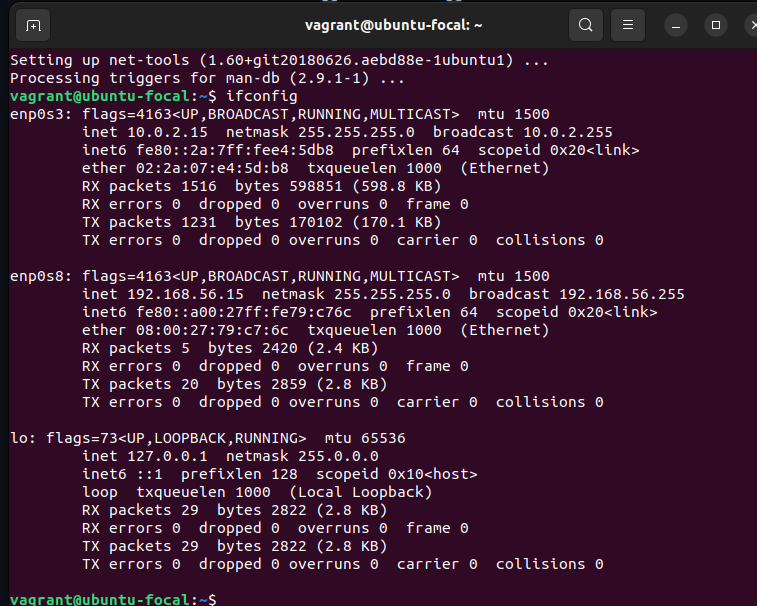 vagrant@ubuntu-focal: ~
Setting up net-tools (1.60+git20180626.aebd88e-1ubuntu1) ...
Processing triggers for man-db (2.9.1-1) ...
vagrant@ubuntu-focal:~$ ifconfig
enp0s3: flags=4163<UP,BROADCAST,RUNNING,MULTICAST>  mtu 1500
        inet 10.0.2.15  netmask 255.255.255.0  broadcast 10.0.2.255
        inet6 fe80::2a:7ff:fee4:5db8  prefixlen 64  scopeid 0x20<link>
        ether 02:2a:07:e4:5d:b8  txqueuelen 1000  (Ethernet)
        RX packets 1516  bytes 598851 (598.8 KB)
        RX errors 0  dropped 0  overruns 0  frame 0
        TX packets 1231  bytes 170102 (170.1 KB)
        TX errors 0  dropped 0 overruns 0  carrier 0  collisions 0

enp0s8: flags=4163<UP,BROADCAST,RUNNING,MULTICAST>  mtu 1500
        inet 192.168.56.15  netmask 255.255.255.0  broadcast 192.168.56.255
        inet6 fe80::a00:27ff:fe79:c76c  prefixlen 64  scopeid 0x20<link>
        ether 08:00:27:79:c7:6c  txqueuelen 1000  (Ethernet)
        RX packets 5  bytes 2420 (2.4 KB)
        RX errors 0  dropped 0  overruns 0  frame 0
        TX packets 20  bytes 2859 (2.8 KB)
        TX errors 0  dropped 0 overruns 0  carrier 0  collisions 0

lo: flags=73<UP,LOOPBACK,RUNNING>  mtu 65536
        inet 127.0.0.1  netmask 255.0.0.0
        inet6 ::1  prefixlen 128  scopeid 0x10<host>
        loop  txqueuelen 1000  (Local Loopback)
        RX packets 29  bytes 2822 (2.8 KB)
        RX errors 0  dropped 0  overruns 0  frame 0
        TX packets 29  bytes 2822 (2.8 KB)
        TX errors 0  dropped 0 overruns 0  carrier 0  collisions 0

vagrant@ubuntu-focal:~$